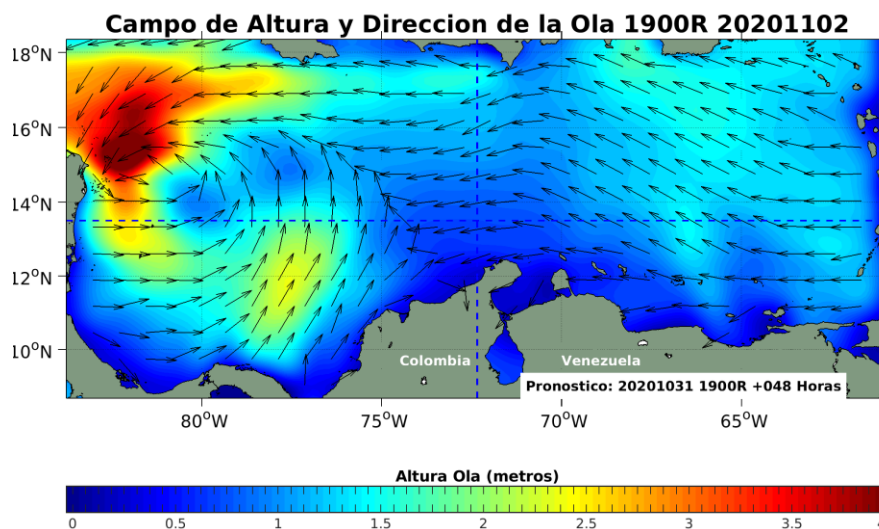 Campo de Altura y Direccion de la Ola 1900R 20201102
18°N
16°N
14°N
12°N
10°N
Colombia
Venezuela
Pronostico: 20201031 1900R +048 Horas
80°W
75°W
70°W
65°W
Altura Ola (metros)
0 0.5 1 1.5 2 2.5 3 3.5